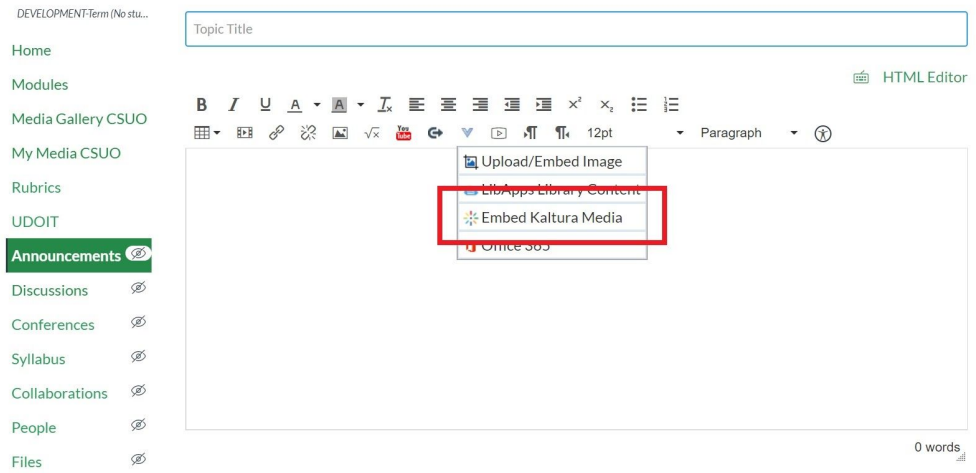 DEVELOPMENT-Term (No stu...
Home
Modules
Media Gallery CSUO
My Media CSUO
Rubrics
UDOIT
Announcements
Discussions
Conferences
Syllabus
Collaborations
People
Files
Topic Title
HTML Editor
B I U A A Tx x² x₂
√x You Tube 12pt Paragraph
Upload/Embed Image
LibApps Library Content
Embed Kaltura Media
Office 365
0 words